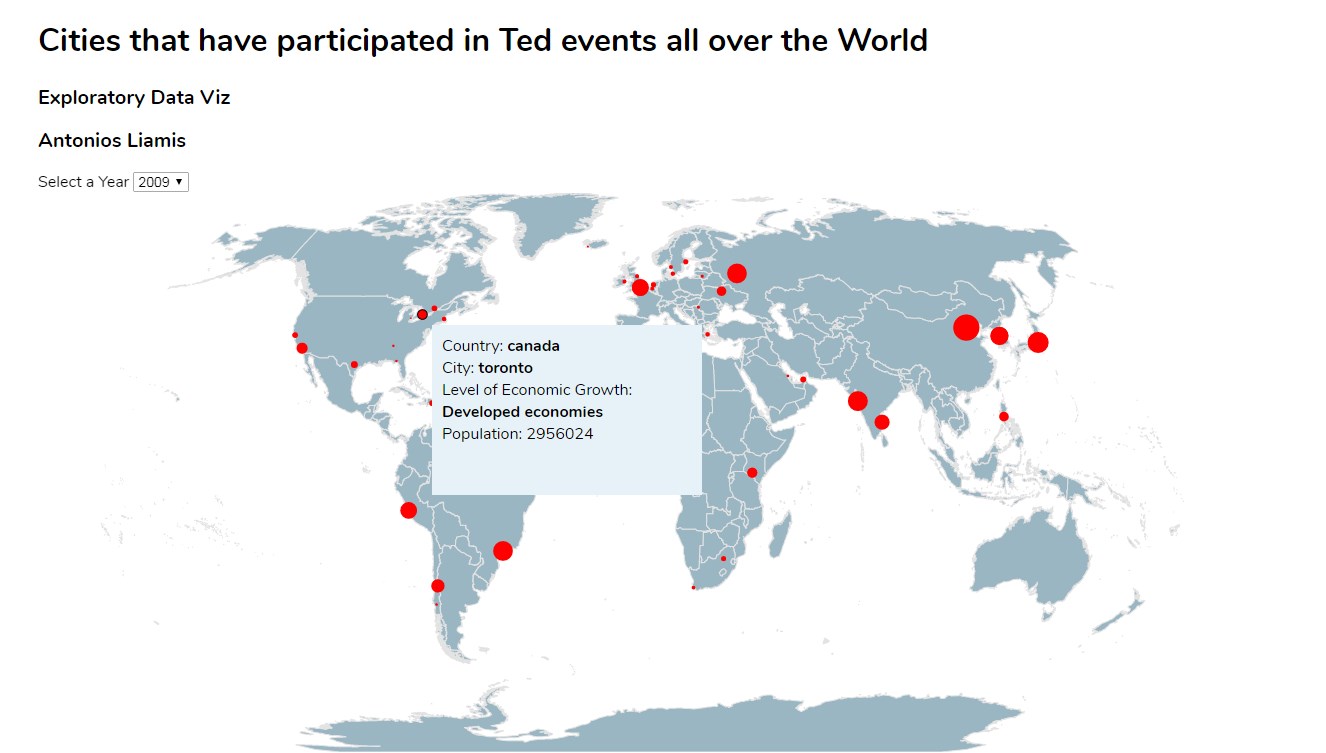 Cities that have participated in Ted events all over the World
Exploratory Data Viz
Antonios Liamis
Select a Year 2009
Country: canada
City: toronto
Level of Economic Growth:
Developed economies
Population: 2956024